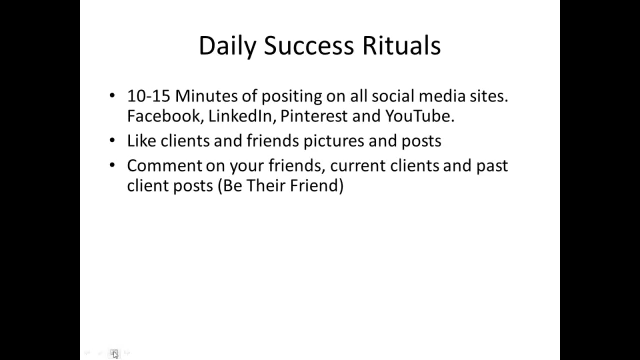 Daily Success Rituals
• 10-15 Minutes of positing on all social media sites.
Facebook, LinkedIn, Pinterest and YouTube.
• Like clients and friends pictures and posts
• Comment on your friends, current clients and past
client posts (Be Their Friend)